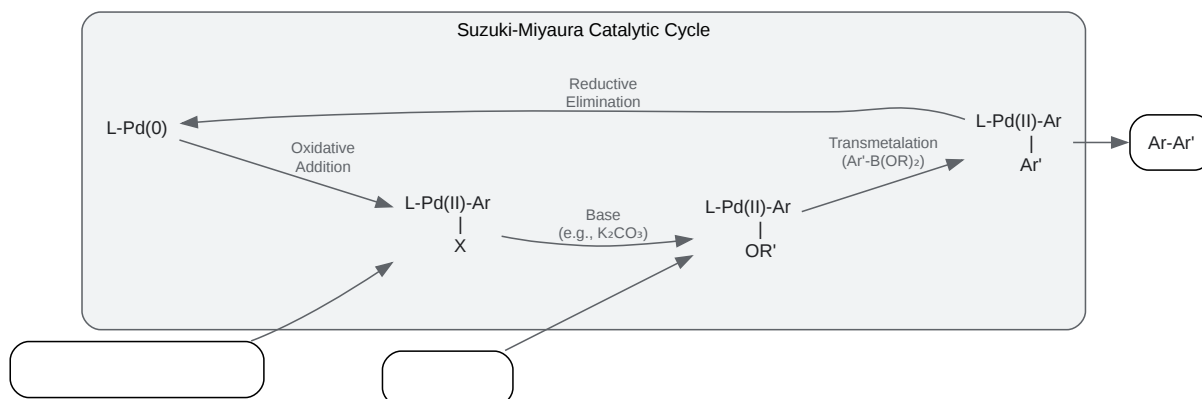 Suzuki-Miyaura Catalytic Cycle
Reductive
Elimination
L-Pd(0)
Oxidative
Addition
L-Pd(II)-Ar
|
X
Base
(e.g., K₂CO₃)
L-Pd(II)-Ar
|
OR'
Transmetalation
(Ar'-B(OR)₂)
L-Pd(II)-Ar
|
Ar'
Ar-Ar'